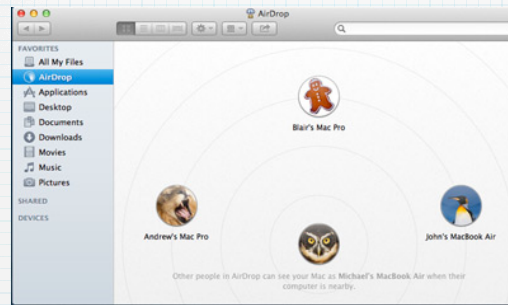 AirDrop
FAVORITES
All My Files
AirDrop
Applications
Desktop
Documents
Downloads
Movies
Music
Pictures
SHARED
DEVICES
Blair's Mac Pro
Andrew's Mac Pro
John's MacBook Air
Other people in AirDrop can see your Mac as Michael's MacBook Air when their
computer is nearby.